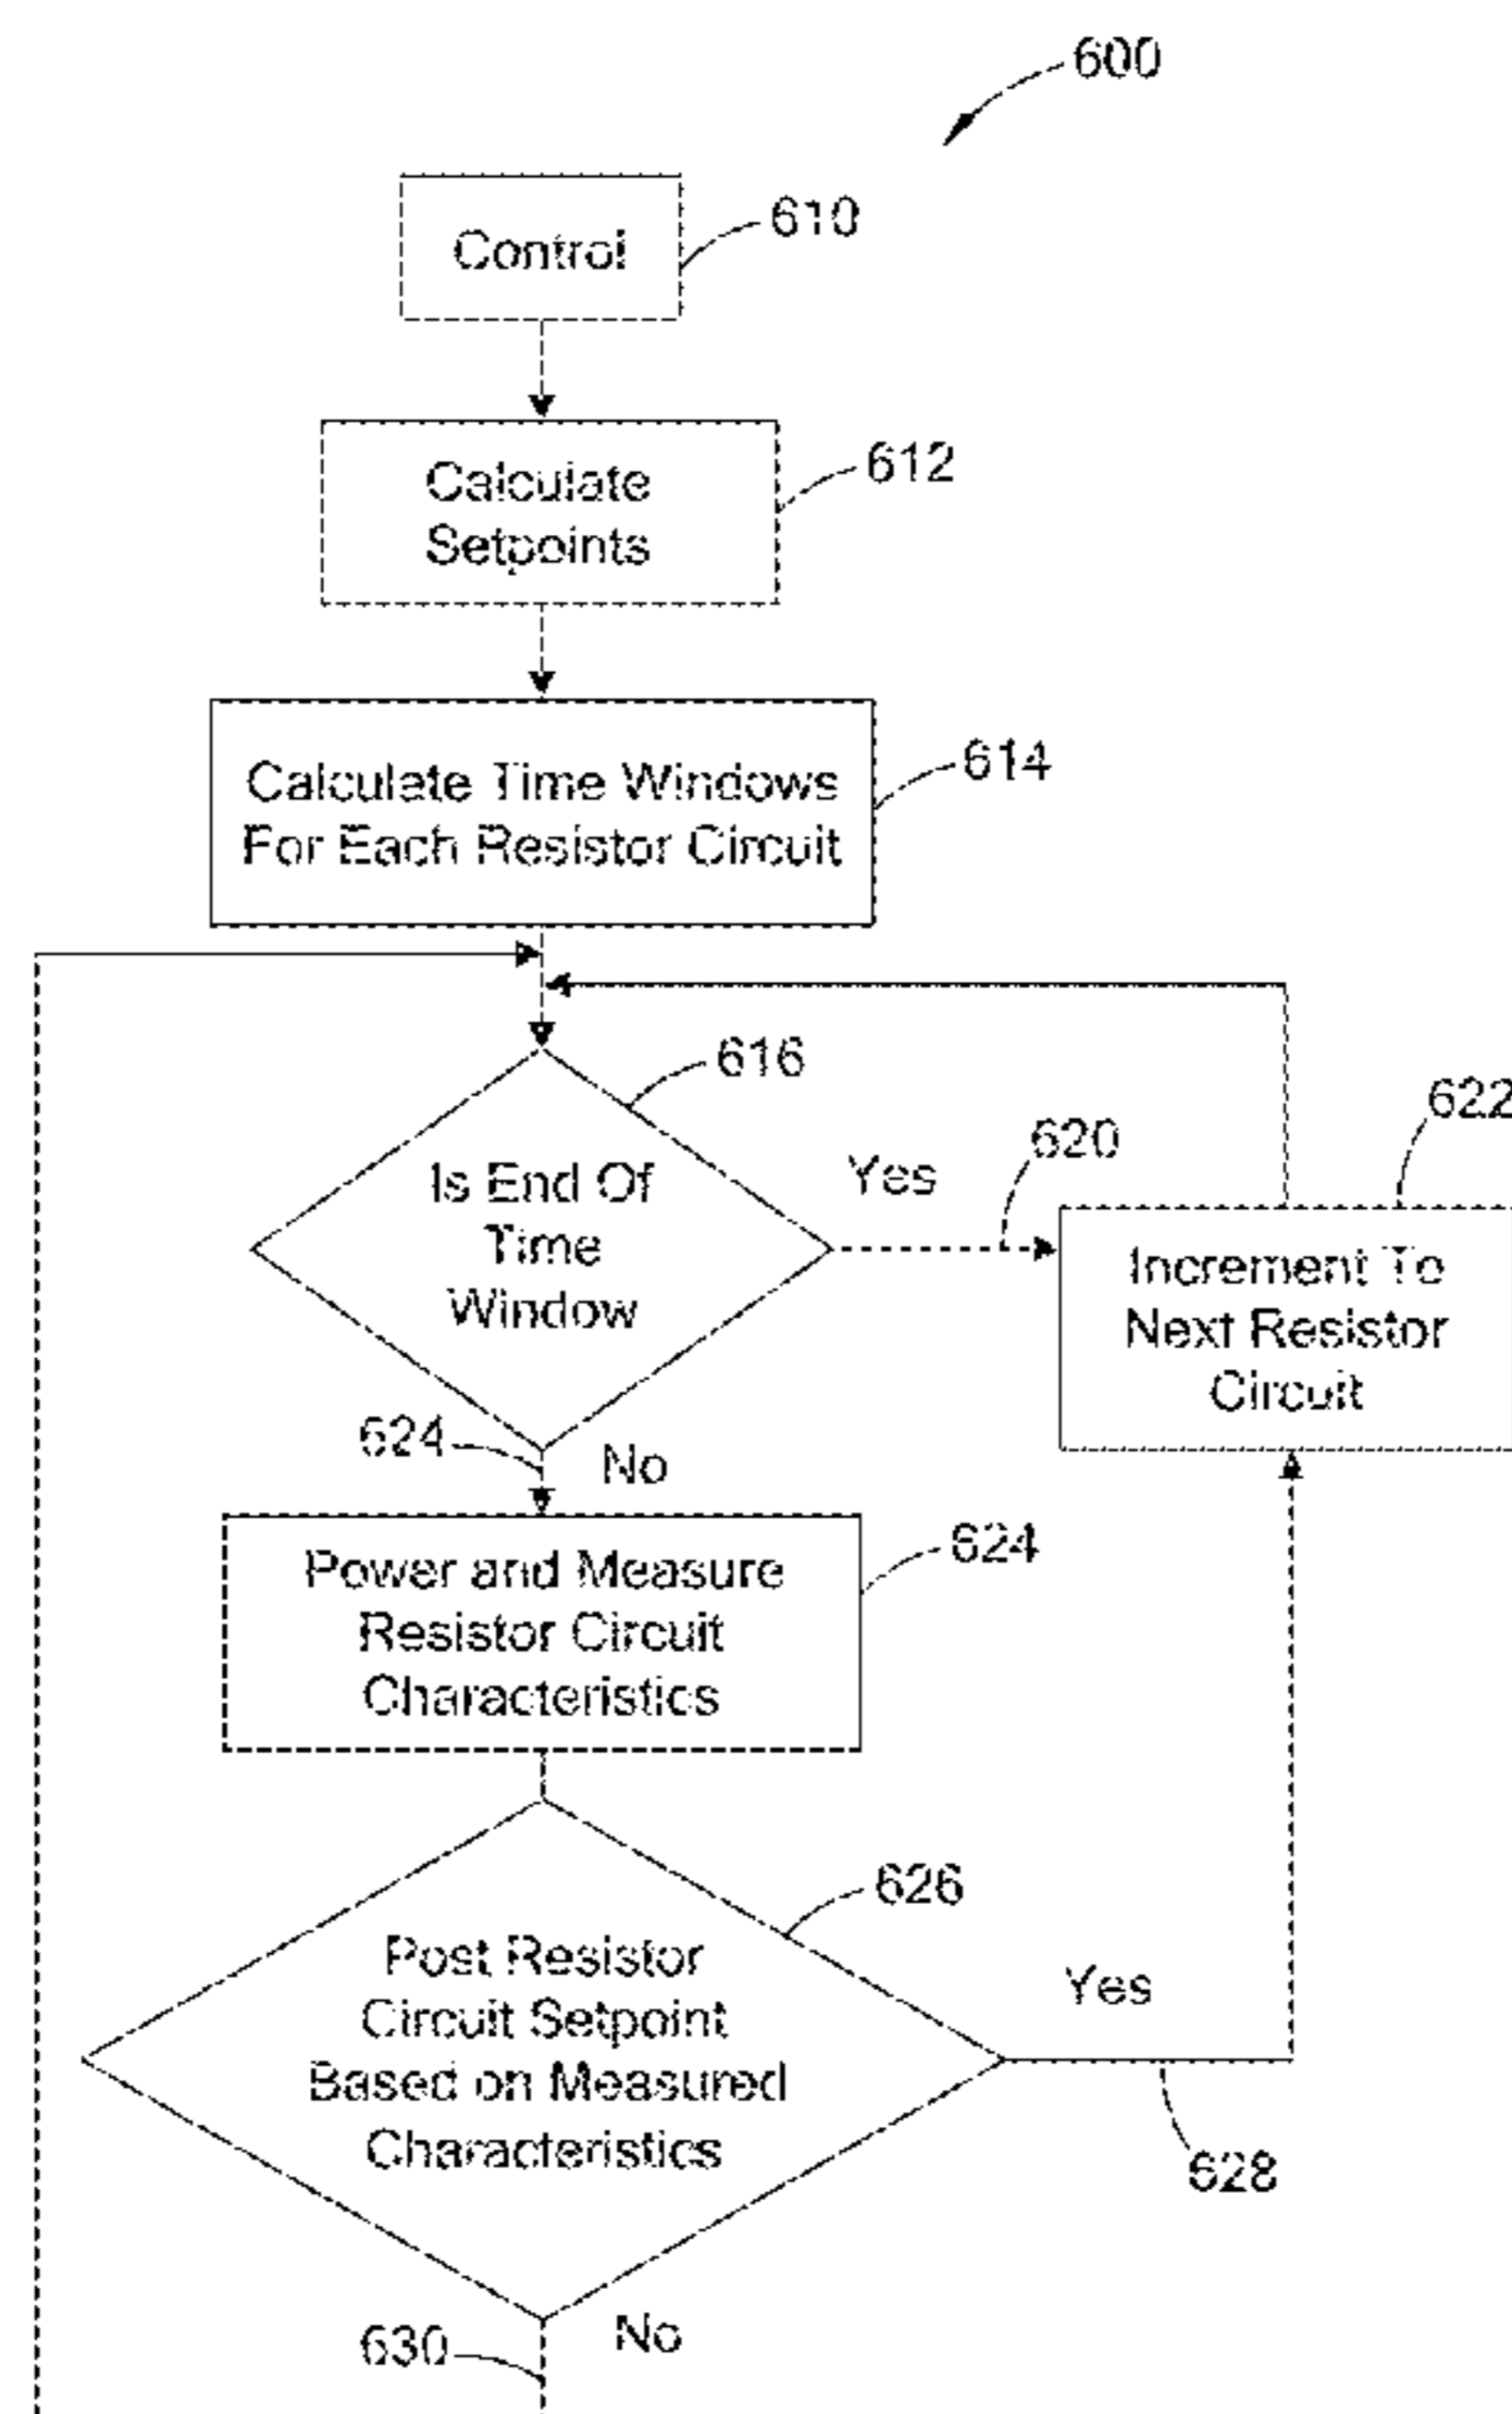 600
Control
610
Calculate
Setpoints
612
Calculate Time Windows
For Each Resistor Circuit
614
616
Is End Of
Time
Window
Yes
620
622
Increment To
Next Resistor
Circuit
624
No
Power and Measure
Resistor Circuit
Characteristics
624
626
Post Resistor
Circuit Setpoint
Based on Measured
Characteristics
Yes
628
630
No